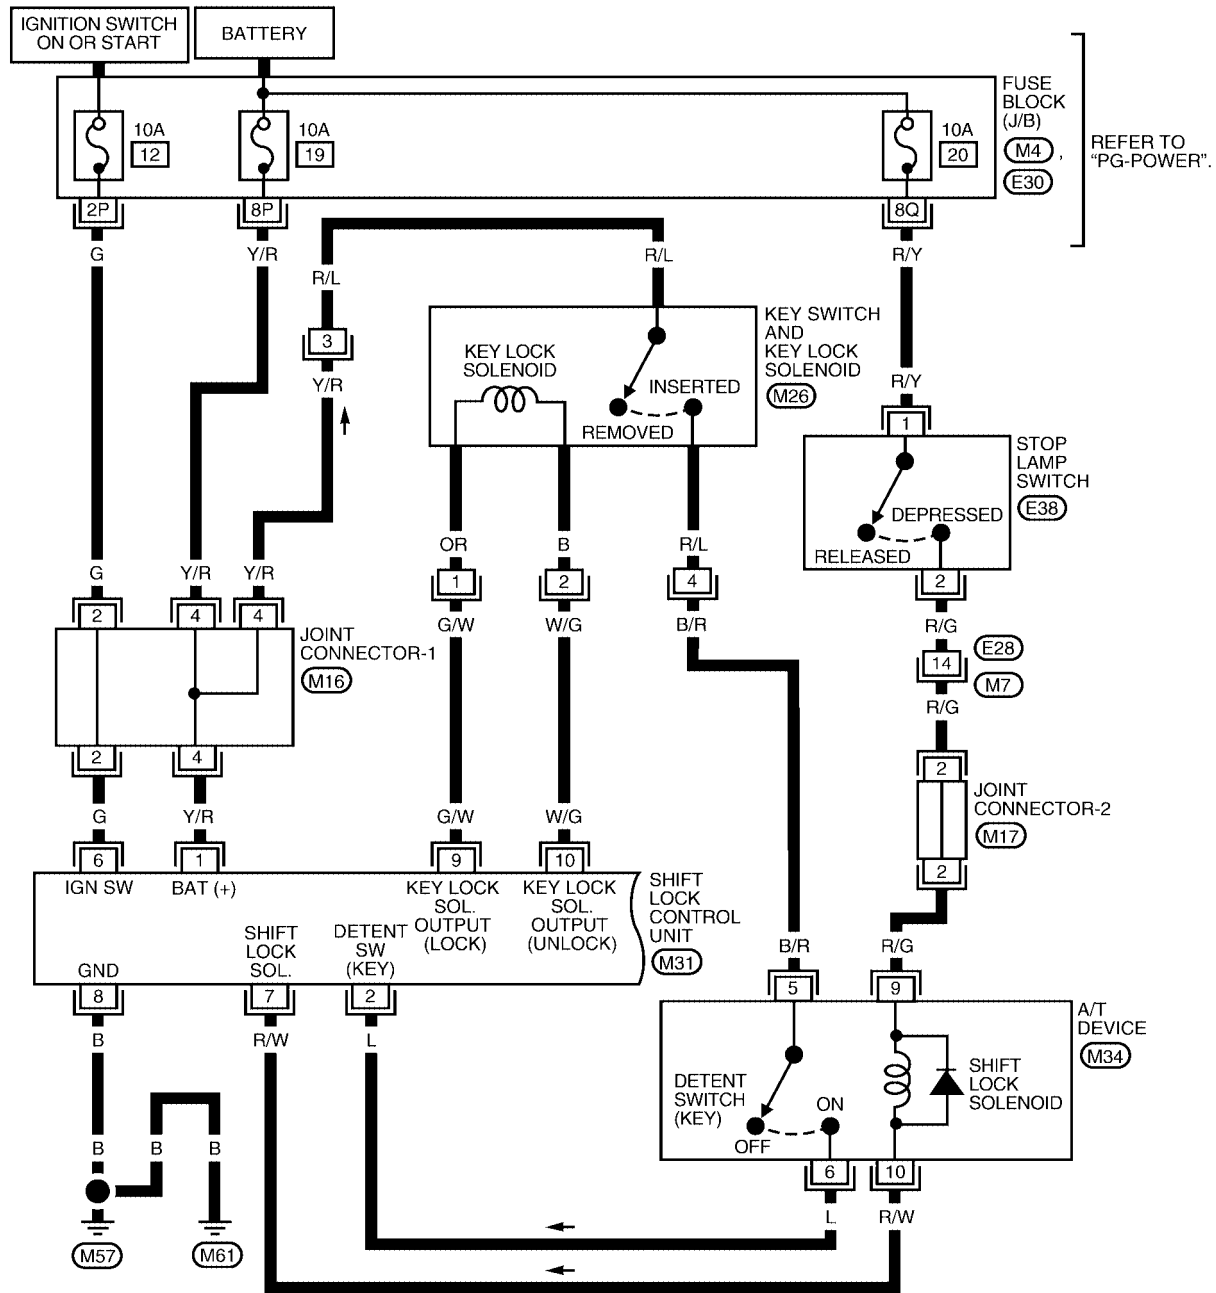 IGNITION SWITCH
ON OR START
BATTERY
FUSE
BLOCK
(J/B)
M4 ,
E30
REFER TO
“PG-POWER”.
10A
12
10A
19
10A
20
2P
8P
8Q
G
Y/R
R/Y
R/L
R/L
3
Y/R
KEY LOCK
SOLENOID
INSERTED
REMOVED
KEY SWITCH
AND
KEY LOCK
SOLENOID
M26
R/Y
1
STOP
LAMP
SWITCH
E38
DEPRESSED
RELEASED
OR
B
R/L
G
Y/R
Y/R
1
2
4
2
2
4
4
G/W
W/G
B/R
R/G
JOINT
CONNECTOR-1
M16
14
E28
M7
R/G
2
4
2
JOINT
CONNECTOR-2
M17
G
Y/R
G/W
W/G
6
1
9
10
2
IGN SW
BAT (+)
KEY LOCK
SOL.
OUTPUT
(LOCK)
KEY LOCK
SOL.
OUTPUT
(UNLOCK)
SHIFT
LOCK
CONTROL
UNIT
M31
GND
SHIFT
LOCK
SOL.
DETENT
SW
(KEY)
B/R
R/G
8
7
2
5
9
B
R/W
L
A/T
DEVICE
M34
DETENT
SWITCH
(KEY)
ON
OFF
SHIFT
LOCK
SOLENOID
B
B
B
6
10
L
R/W
M57
M61